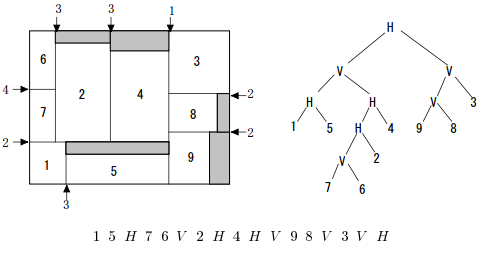 3 3 1
H
6 3 V V
2 4
4 2
H H V 3
7 8
1 5 H 4 9 8
2 2
9 V 2
1 5
7 6
3
1 5 H 7 6 V 2 H 4 H V 9 8 V 3 V H